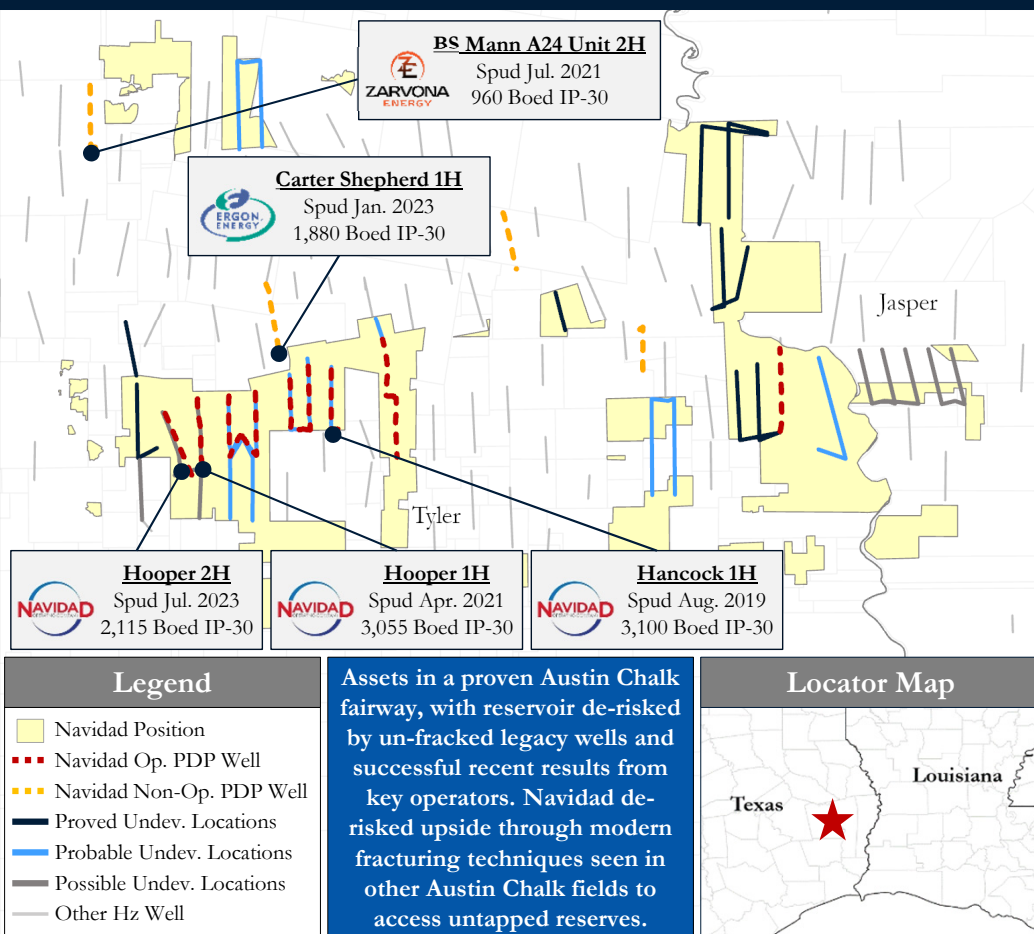 BS Mann A24 Unit 2H
Spud Jul. 2021
960 Boed IP-30
ZARVONA
ENERGY
Carter Shepherd 1H
Spud Jan. 2023
1,880 Boed IP-30
ERGON
ENERGY
Jasper
Tyler
Hooper 2H
Spud Jul. 2023
2,115 Boed IP-30
NAVIDAD
Hooper 1H
Spud Apr. 2021
3,055 Boed IP-30
NAVIDAD
Hancock 1H
Spud Aug. 2019
3,100 Boed IP-30
NAVIDAD
Legend
Navidad Position
Navidad Op. PDP Well
Navidad Non-Op. PDP Well
Proved Undev. Locations
Probable Undev. Locations
Possible Undev. Locations
Other Hz Well
Assets in a proven Austin Chalk
fairway, with reservoir de-risked
by un-fracked legacy wells and
successful recent results from
key operators. Navidad de-
risked upside through modern
fracturing techniques seen in
other Austin Chalk fields to
access untapped reserves.
Locator Map
Texas
Louisiana